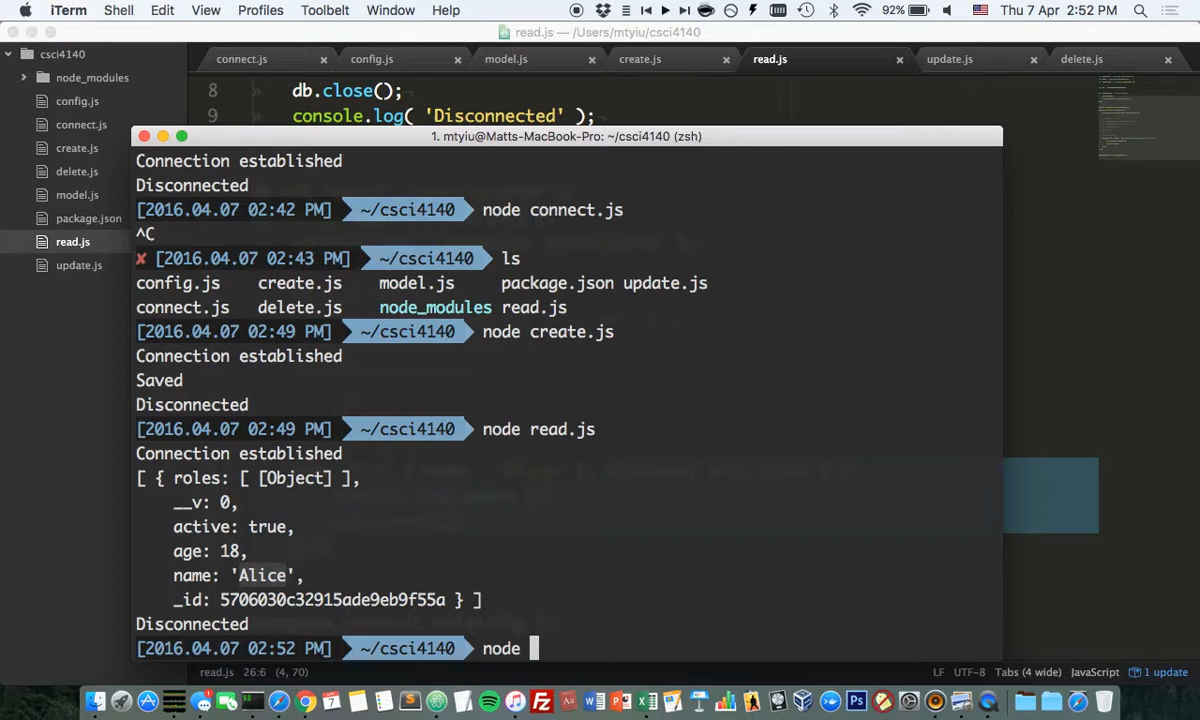 iTerm Shell Edit View Profiles Toolbelt Window Help 92% Thu 7 Apr 2:52 PM
read.js — /Users/mtyiu/csci4140
csci4140
node_modules
config.js
connect.js
create.js
delete.js
model.js
package.json
read.js
update.js
connect.js config.js model.js create.js read.js update.js delete.js
8 db.close();
9 console.log( 'Disconnected' );
1. mtyiu@Matts-MacBook-Pro: ~/csci4140 (zsh)
Connection established
Disconnected
[2016.04.07 02:42 PM] ~/csci4140 node connect.js
^C
✘ [2016.04.07 02:43 PM] ~/csci4140 ls
config.js create.js model.js package.json update.js
connect.js delete.js node_modules read.js
[2016.04.07 02:49 PM] ~/csci4140 node create.js
Connection established
Saved
Disconnected
[2016.04.07 02:49 PM] ~/csci4140 node read.js
Connection established
[ { roles: [ [Object] ],
__v: 0,
active: true,
age: 18,
name: 'Alice',
_id: 5706030c32915ade9eb9f55a } ]
Disconnected
[2016.04.07 02:52 PM] ~/csci4140 node
read.js 26:6 (4, 70) LF UTF-8 Tabs (4 wide) JavaScript 1 update